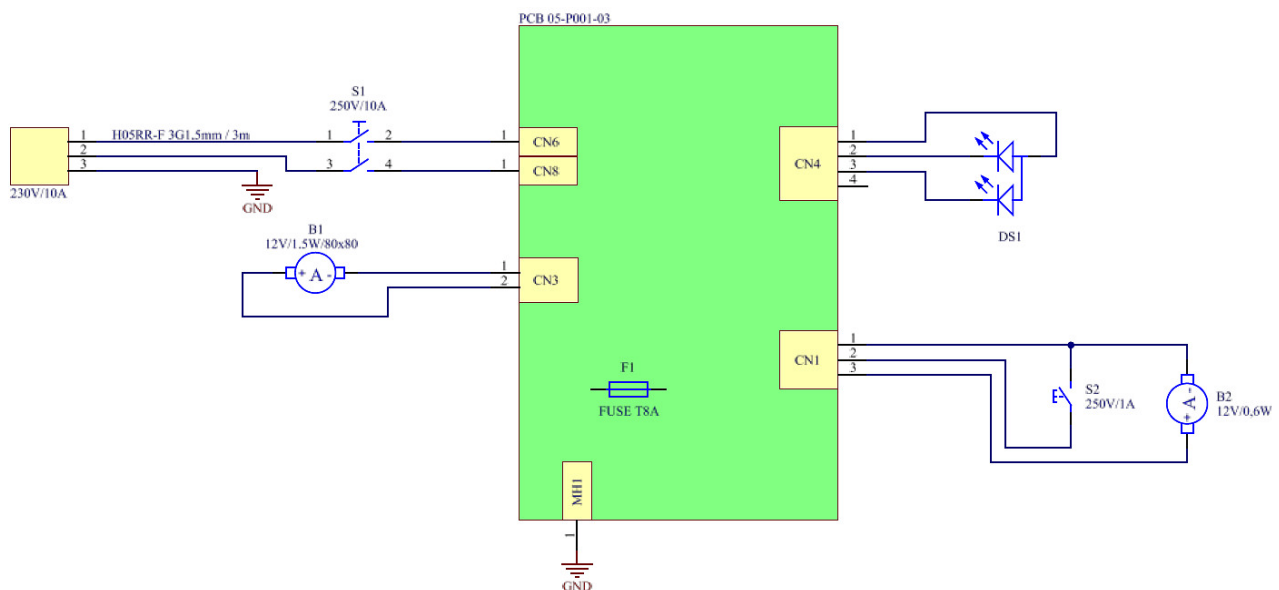 PCB 05-P001-03
S1
250V/10A
1
2
3
H05RR-F 3G1,5mm / 3m
1
2
3
4
230V/10A
GND
1
CN6
1
CN8
B1
12V/1.5W/80x80
+ A -
1
2
CN3
F1
FUSE T8A
MH1
1
GND
CN4
1
2
3
4
DS1
CN1
1
2
3
S2
250V/1A
+ A -
B2
12V/0,6W